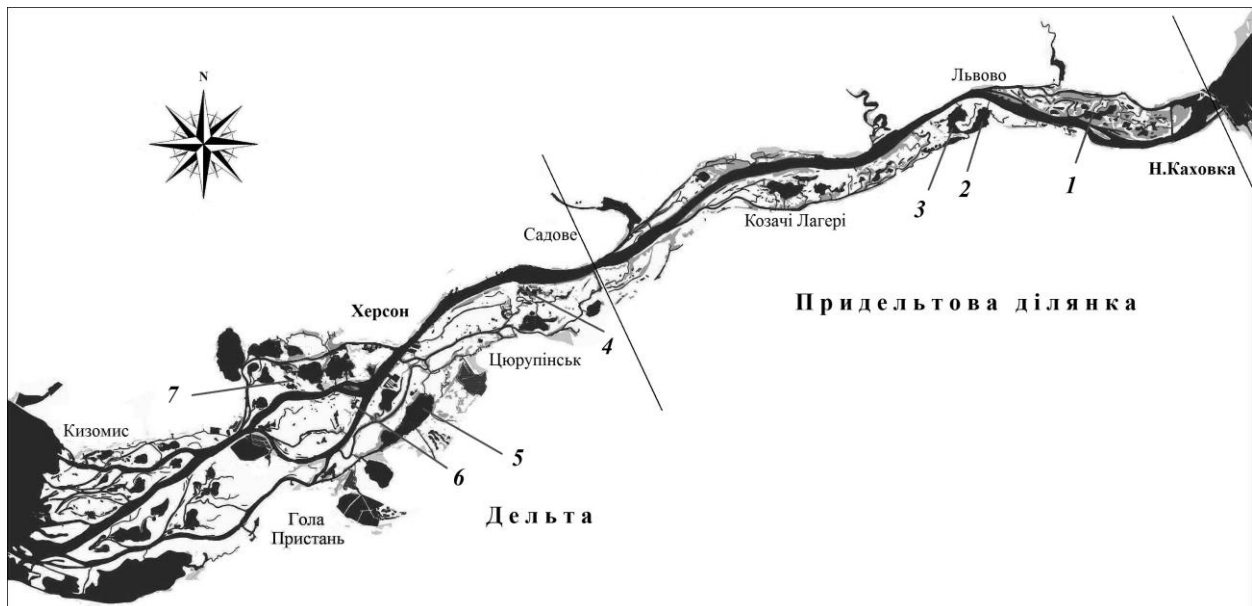 N
Львово
1
Н.Каховка
2
3
Козачі Лагері
Садове
Придельтова ділянка
Херсон
4
Цюрупінськ
7
Кизомис
5
6
Дельта
Гола
Пристань